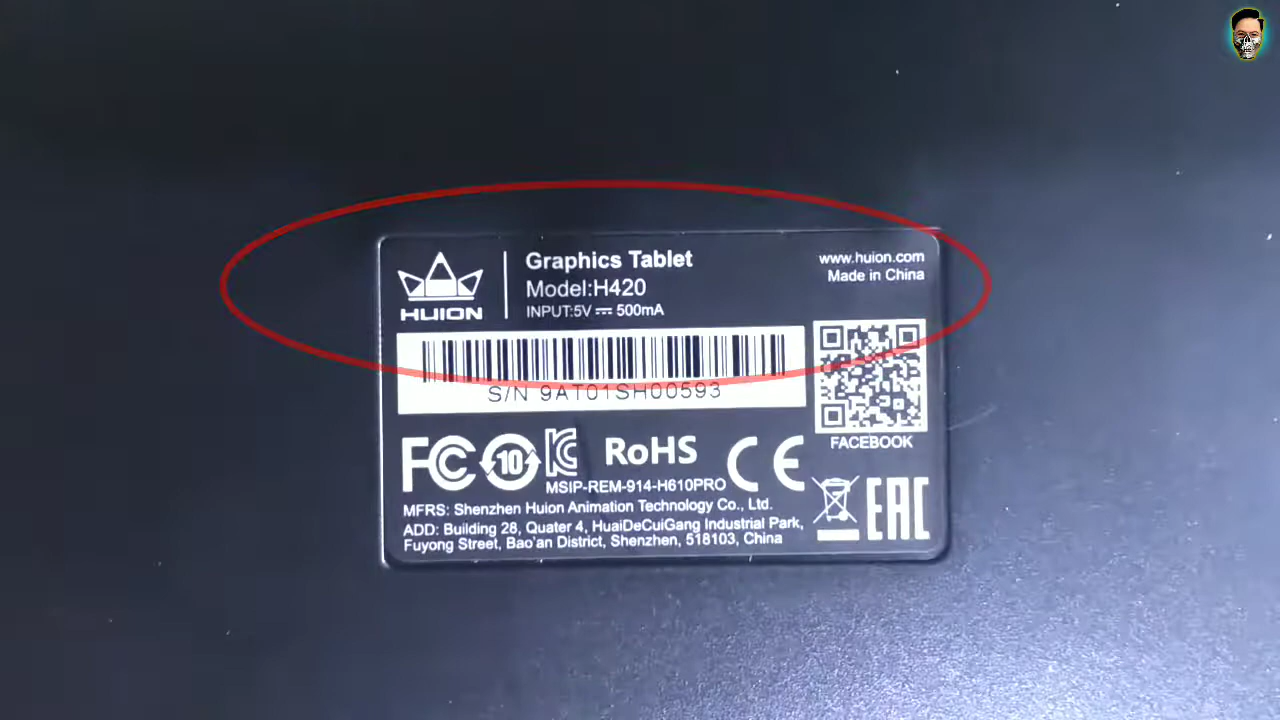 HUION
Graphics Tablet
Model:H420
INPUT:5V ⎓ 500mA
www.huion.com
Made in China
S/N 9AT01SH00593
FACEBOOK
FC 10 KC RoHS CE
MSIP-REM-914-H610PRO
EAC
MFRS: Shenzhen Huion Animation Technology Co., Ltd.
ADD: Building 28, Quater 4, HuaiDeCuiGang Industrial Park,
Fuyong Street, Bao'an District, Shenzhen, 518103, China